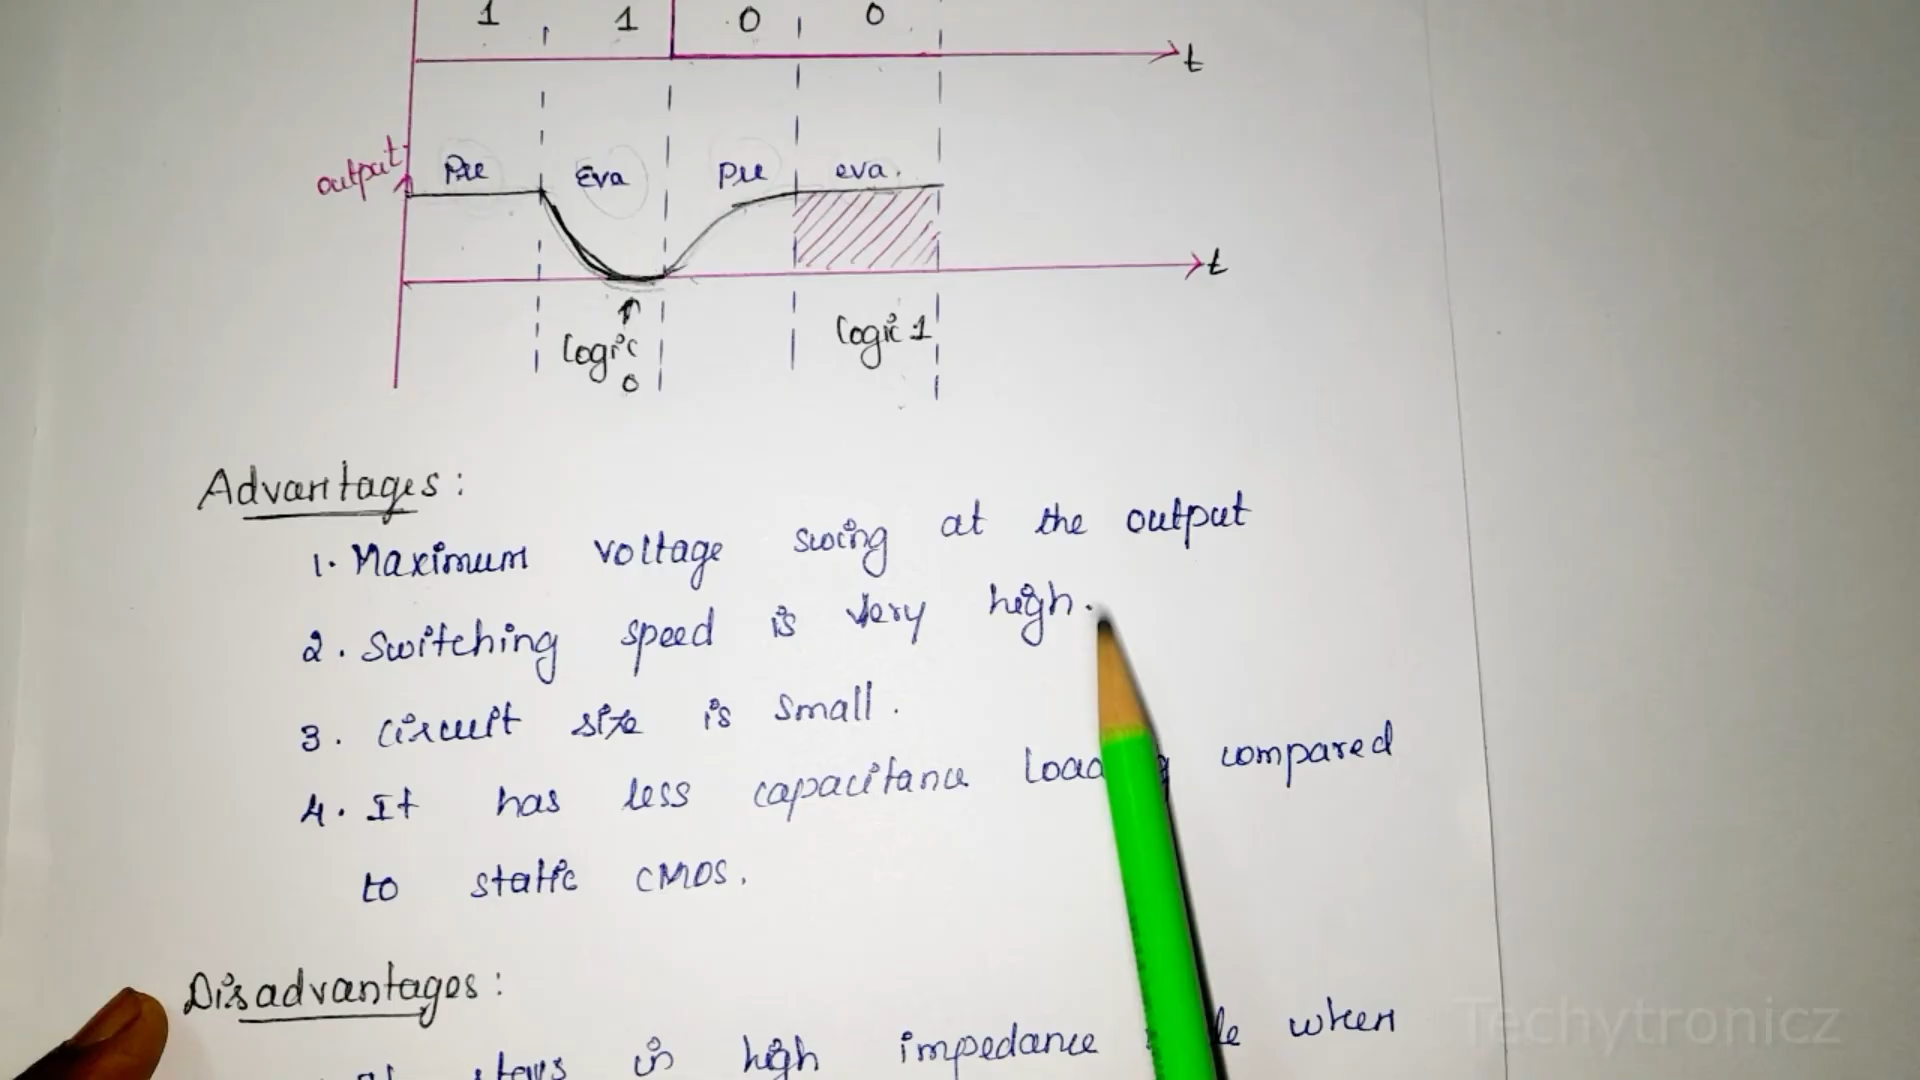 1 1 0 0
t
output
Pre Eva Pre eva.
t
logic
0
logic 1
Advantages:
1. Maximum voltage swing at the output
2. Switching speed is very high.
3. Circuit size is small.
4. It has less capacitance compared
to static CMOS.
Disadvantages:
stays in high impedance when
Techytronicz